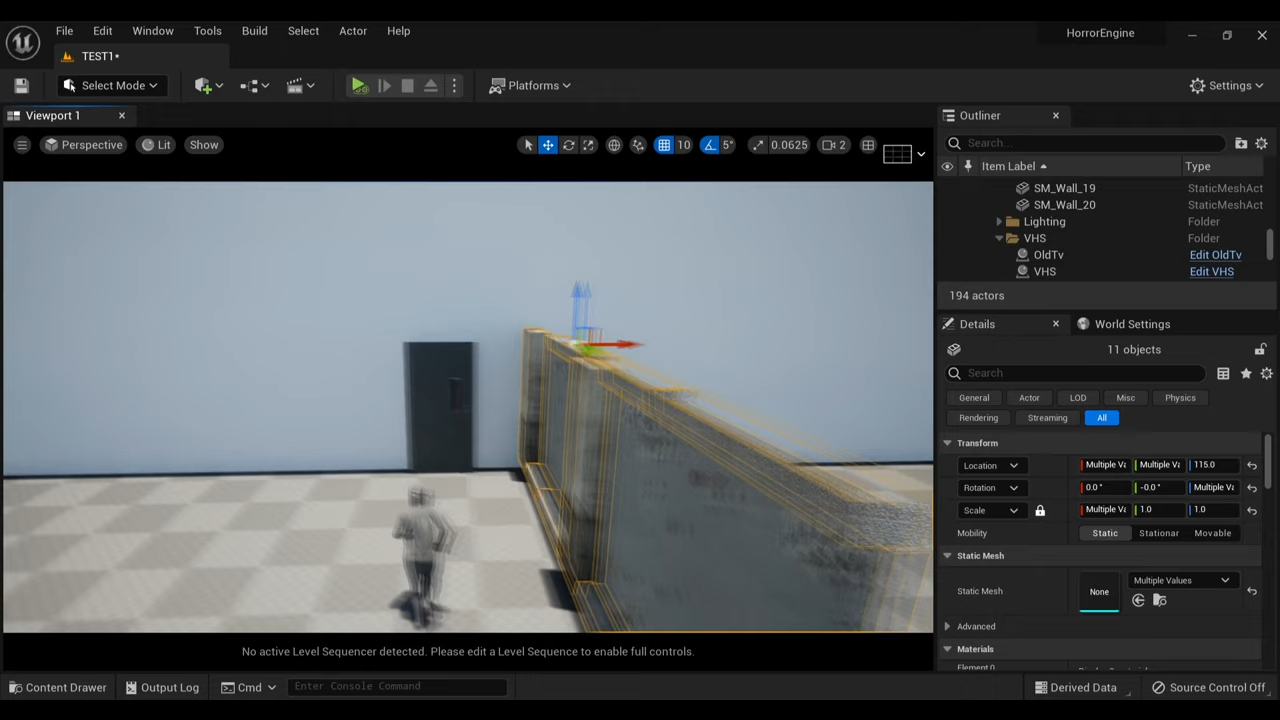 File Edit Window Tools Build Select Actor Help HorrorEngine
TEST1*
Select Mode Platforms Settings
Viewport 1 Outliner
Perspective Lit Show 10 5° 0.0625 2 Search...
Item Label Type
SM_Wall_19 StaticMeshAct
SM_Wall_20 StaticMeshAct
Lighting Folder
VHS Folder
OldTv Edit OldTv
VHS Edit VHS
194 actors
Details World Settings
11 objects
Search
General Actor LOD Misc Physics
Rendering Streaming All
Transform
Location Multiple Va Multiple Va 115.0
Rotation 0.0° -0.0° Multiple Va
Scale Multiple Va 1.0 1.0
Mobility Static Stationar Movable
Static Mesh
Static Mesh None Multiple Values
Advanced
Materials
Element 0
No active Level Sequencer detected. Please edit a Level Sequence to enable full controls.
Content Drawer Output Log Cmd Enter Console Command Derived Data Source Control Off